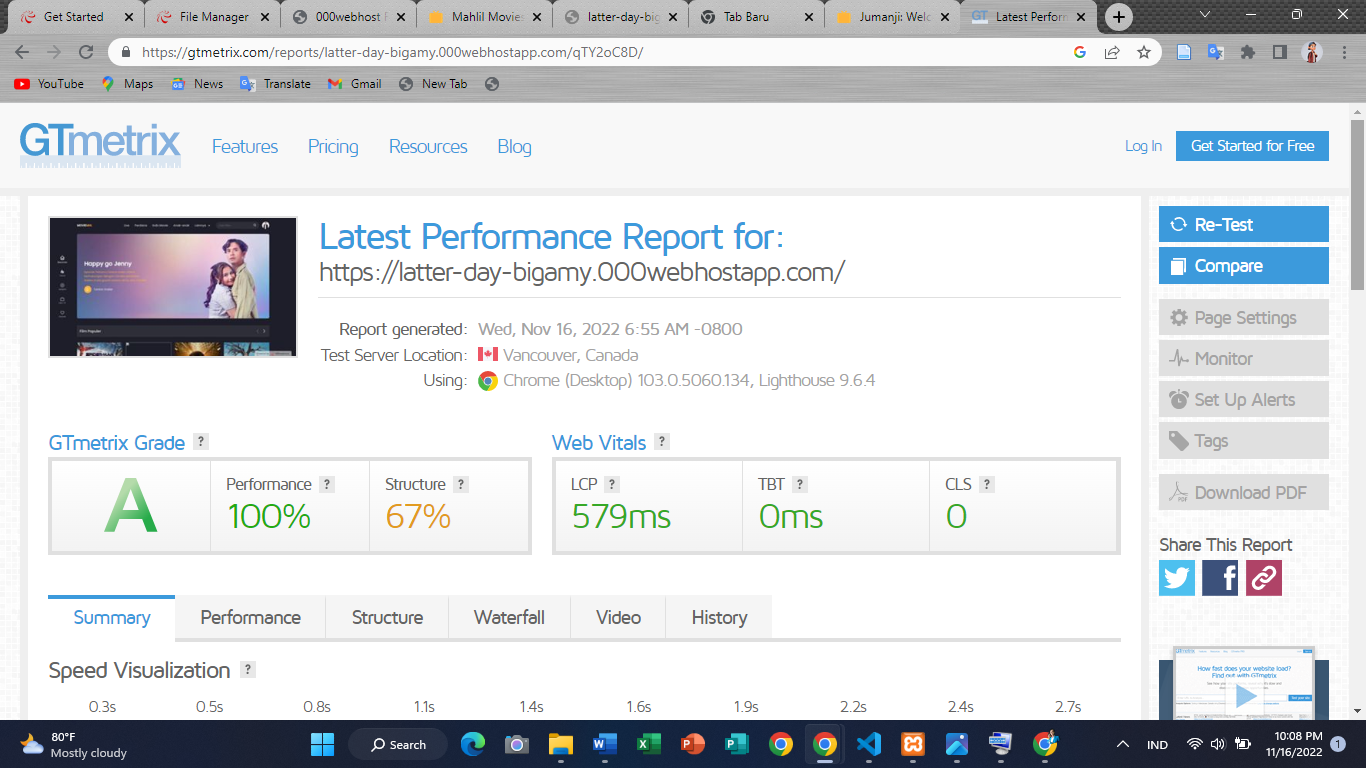 Get Started
File Manager
000webhost F
Mahlil Movies
latter-day-big
Tab Baru
Jumanji: Welc
Latest Perform
https://gtmetrix.com/reports/latter-day-bigamy.000webhostapp.com/qTY2oC8D/
YouTube
Maps
News
Translate
Gmail
New Tab
GTmetrix
Features
Pricing
Resources
Blog
Log In
Get Started for Free
Happy go Jenny
Film Populer
Latest Performance Report for:
https://latter-day-bigamy.000webhostapp.com/
Report generated: Wed, Nov 16, 2022 6:55 AM -0800
Test Server Location: Vancouver, Canada
Using: Chrome (Desktop) 103.0.5060.134, Lighthouse 9.6.4
Re-Test
Compare
Page Settings
Monitor
Set Up Alerts
Tags
Download PDF
Share This Report
GTmetrix Grade ?
A
Performance ?
100%
Structure ?
67%
Web Vitals ?
LCP ?
579ms
TBT ?
0ms
CLS ?
0
Summary
Performance
Structure
Waterfall
Video
History
Speed Visualization ?
0.3s 0.5s 0.8s 1.1s 1.4s 1.6s 1.9s 2.2s 2.4s 2.7s
How fast does your website load?
Find out with GTmetrix
80°F
Mostly cloudy
Search
IND
10:08 PM
11/16/2022
1